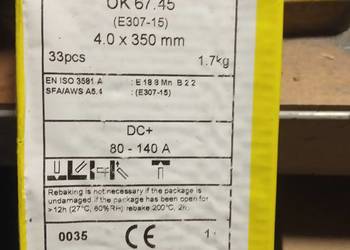 OK 67.45
(E307-15)
4.0 x 350 mm
33pcs 1.7kg
EN ISO 3581.A : E 18 8 Mn B 2 2
SFA/AWS A5.4 : (E307-15)
DC+
80 - 140 A
Rebaking is not necessary if the package is
undamaged.if the package has been open for
>12h (27°C, 60% RH) rebake 200°C, 2h.
0035 CE